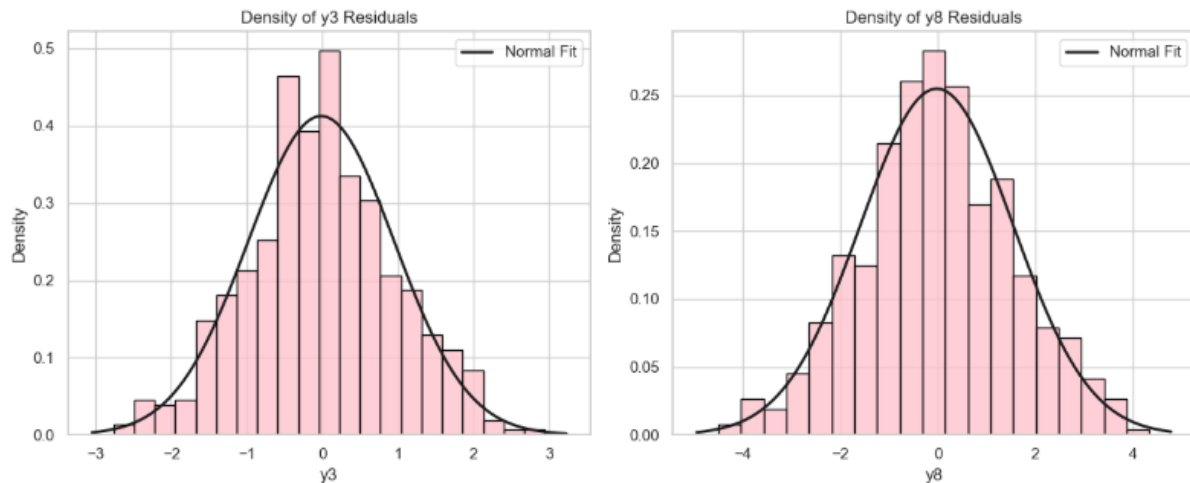 Density of y3 Residuals
Normal Fit
Density
0.5
0.4
0.3
0.2
0.1
0.0
−3 −2 −1 0 1 2 3
y3
Density of y8 Residuals
Normal Fit
Density
0.25
0.20
0.15
0.10
0.05
0.00
−4 −2 0 2 4
y8